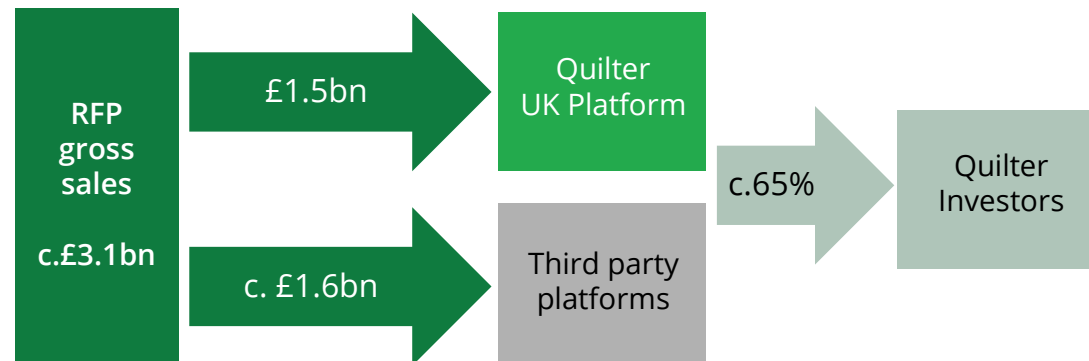 RFP
gross
sales
c.£3.1bn
£1.5bn
c. £1.6bn
Quilter
UK Platform
Third party
platforms
c.65%
Quilter
Investors